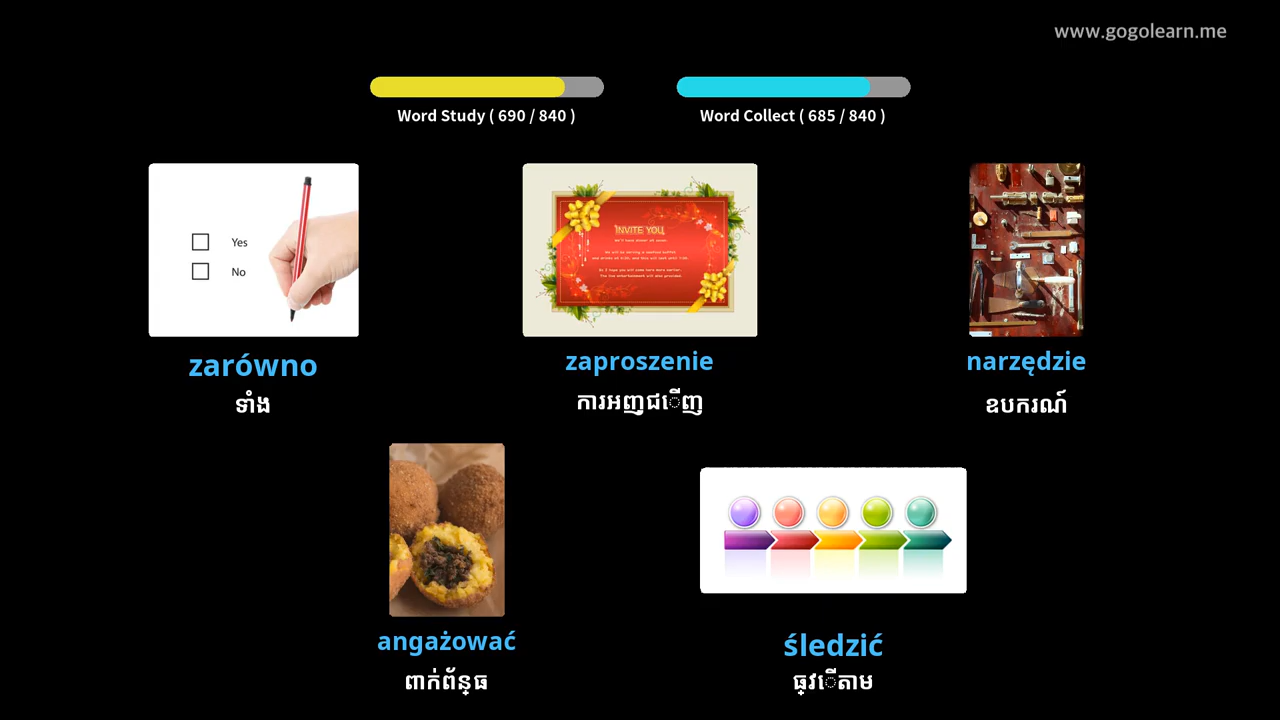 www.gogolearn.me
Word Study ( 690 / 840 )
Word Collect ( 685 / 840 )
Yes
No
INVITE YOU
zarówno
ទាំង
zaproszenie
ការអញ្ជើញ
narzędzie
ឧបករណ៍
angażować
ពាក់ព័ន្ធ
śledzić
ធ្វើតាម